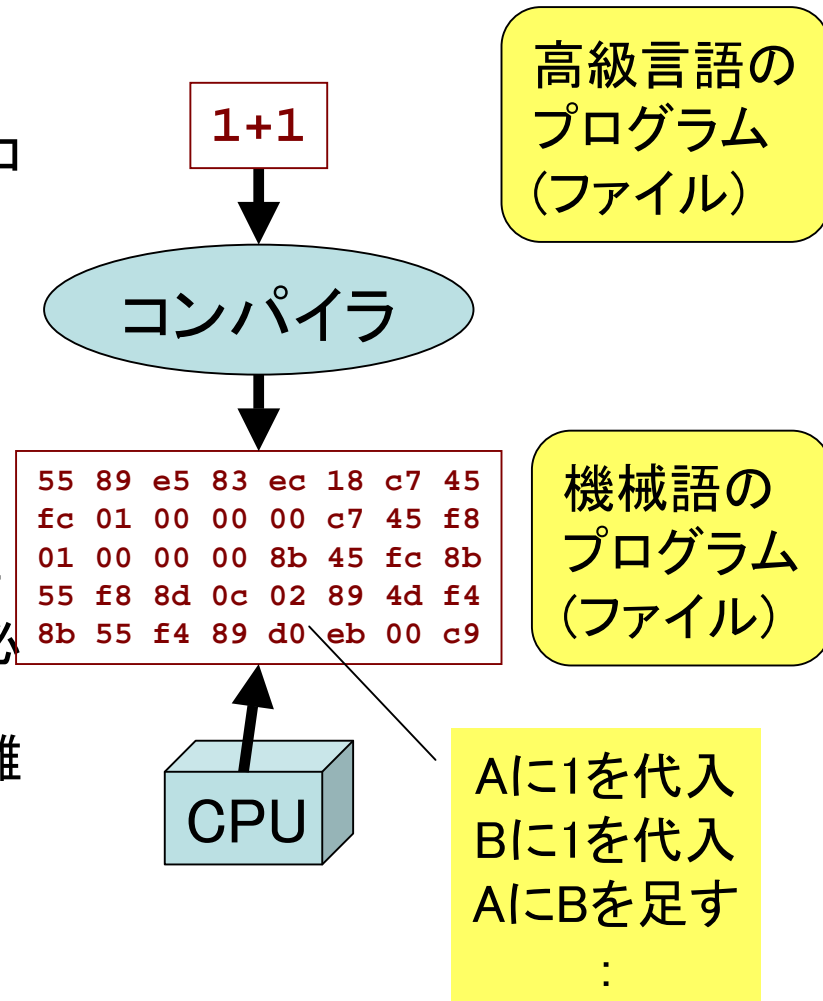 高級言語の
プログラム
(ファイル)
1+1
コンパイラ
55 89 e5 83 ec 18 c7 45
fc 01 00 00 00 c7 45 f8
01 00 00 00 8b 45 fc 8b
55 f8 8d 0c 02 89 4d f4
8b 55 f4 89 d0 eb 00 c9
機械語の
プログラム
(ファイル)
必
CPU
Aに1を代入
Bに1を代入
AにBを足す
: